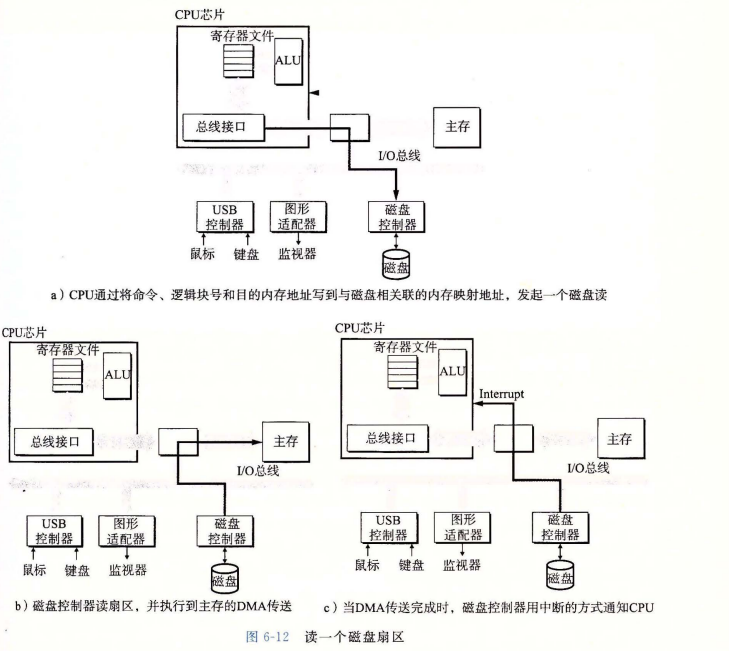 CPU芯片
寄存器文件
ALU
总线接口
主存
I/O总线
USB
控制器
图形
适配器
磁盘
控制器
鼠标
键盘
监视器
磁盘
a）CPU通过将命令、逻辑块号和目的内存地址写到与磁盘相关联的内存映射地址，发起一个磁盘读
CPU芯片
寄存器文件
ALU
总线接口
主存
I/O总线
USB
控制器
图形
适配器
磁盘
控制器
鼠标
键盘
监视器
磁盘
b）磁盘控制器读扇区，并执行到主存的DMA传送
CPU芯片
寄存器文件
ALU
Interrupt
总线接口
主存
I/O总线
USB
控制器
图形
适配器
磁盘
控制器
鼠标
键盘
监视器
磁盘
c）当DMA传送完成时，磁盘控制器用中断的方式通知CPU
图 6-12 读一个磁盘扇区